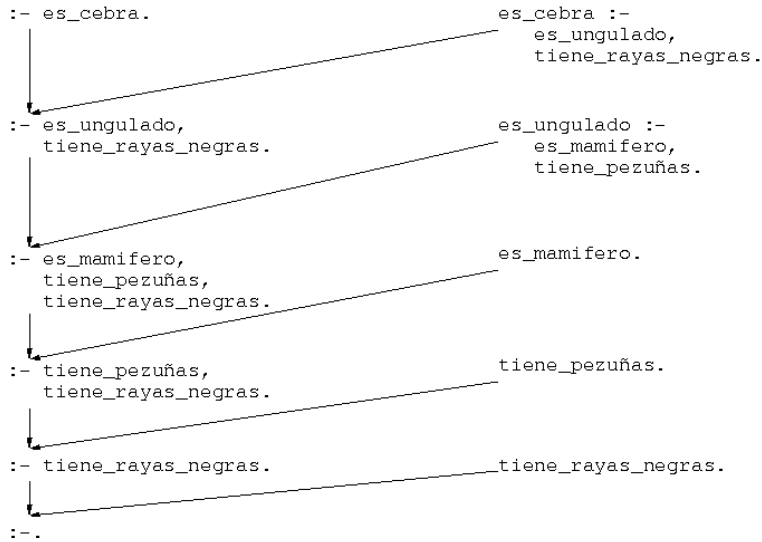 :- es_cebra.
es_cebra :-
es_ungulado,
tiene_rayas_negras.
:- es_ungulado,
tiene_rayas_negras.
es_ungulado :-
es_mamifero,
tiene_pezuñas.
:- es_mamifero,
tiene_pezuñas,
tiene_rayas_negras.
es_mamifero.
:- tiene_pezuñas,
tiene_rayas_negras.
tiene_pezuñas.
:- tiene_rayas_negras.
tiene_rayas_negras.
:-.